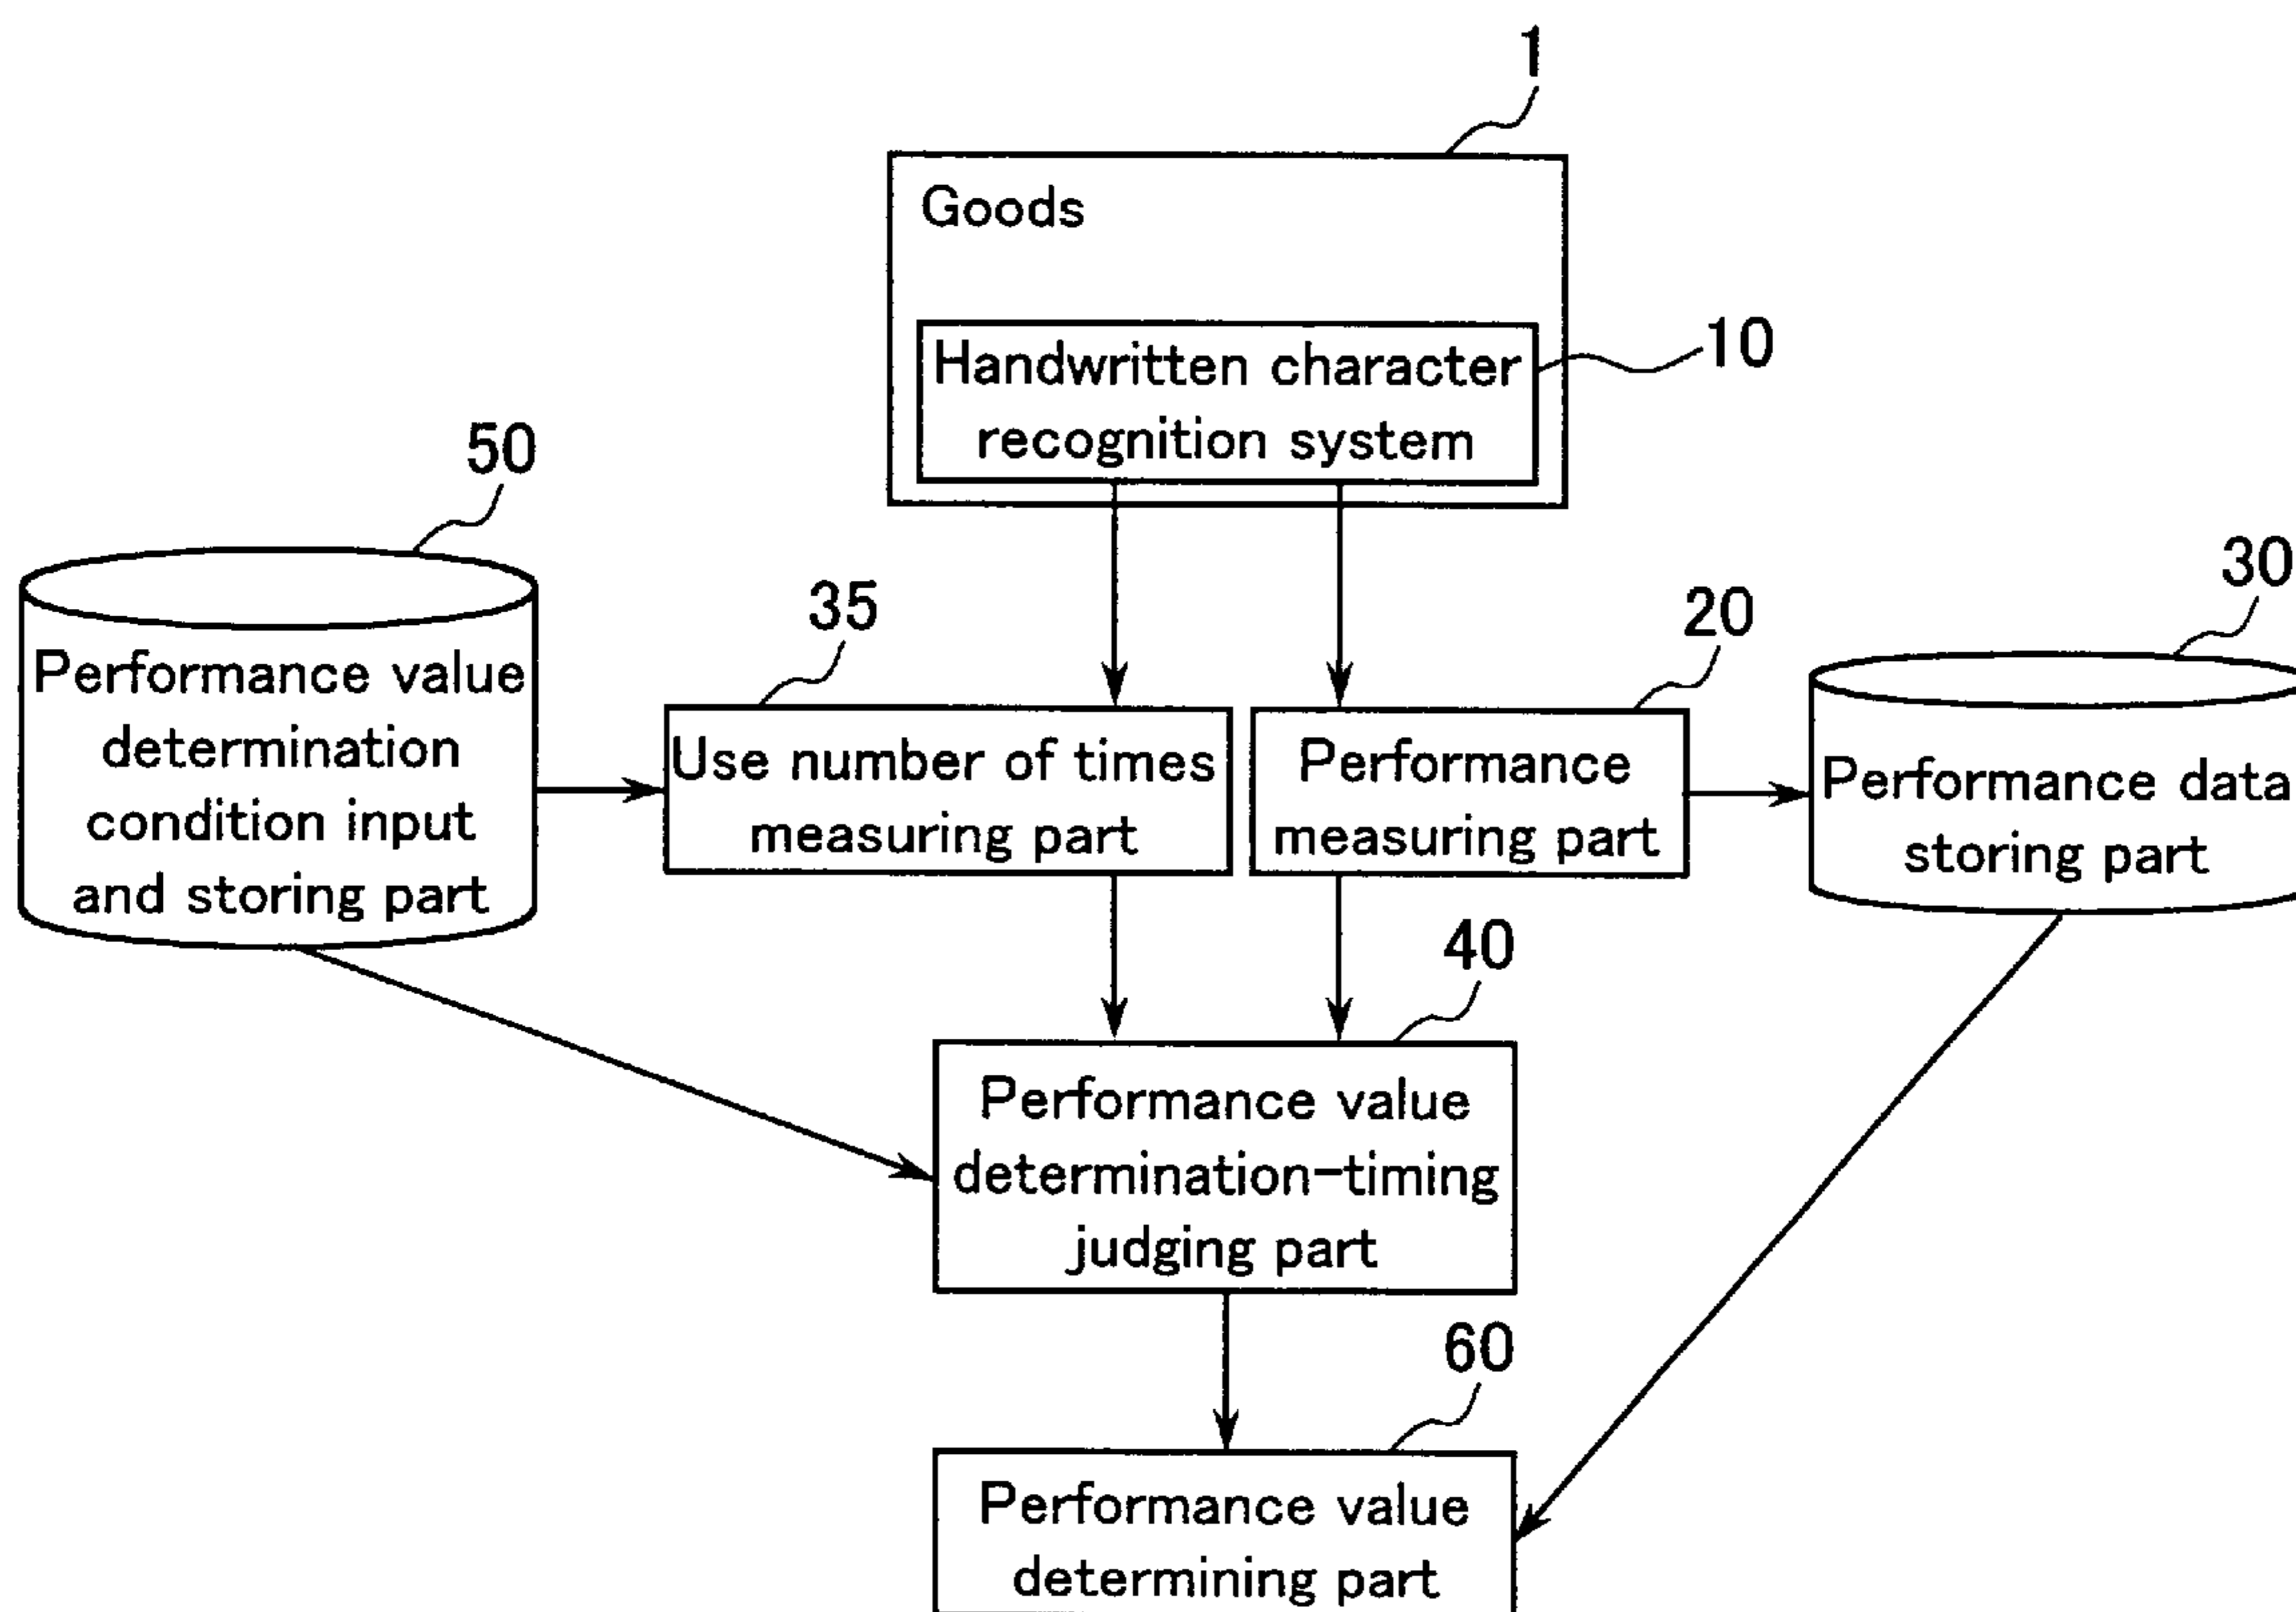 1
Goods
Handwritten character
recognition system
10
50
Performance value
determination
condition input
and storing part
35
Use number of times
measuring part
20
Performance
measuring part
30
Performance data
storing part
40
Performance value
determination-timing
judging part
60
Performance value
determining part